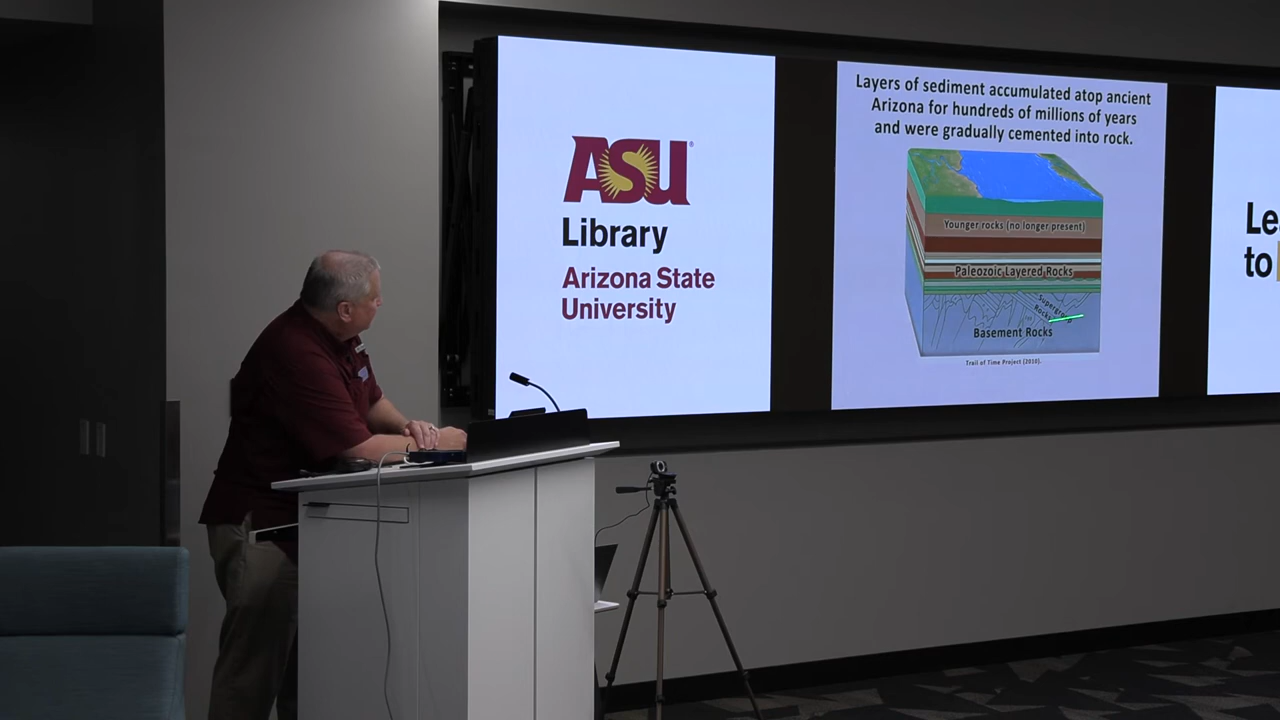 ASU
Library
Arizona State
University
Layers of sediment accumulated atop ancient
Arizona for hundreds of millions of years
and were gradually cemented into rock.
Younger rocks (no longer present)
Paleozoic Layered Rocks
Supergroup
Rocks
Basement Rocks
Trail of Time Project (2010).
to